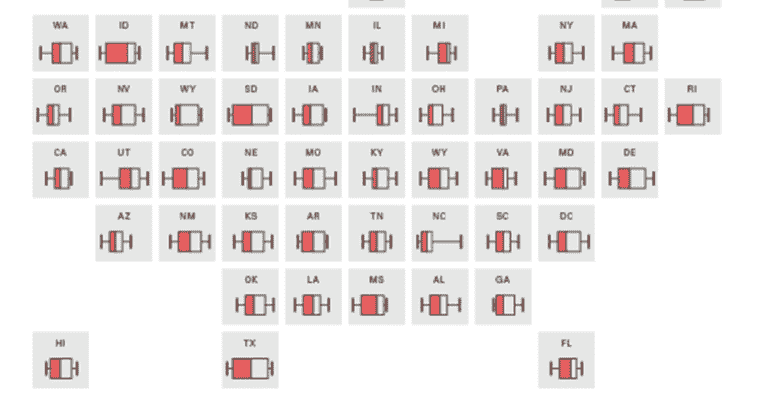 WA ID MT ND MN IL MI NY MA
OR NV WY SD IA IN OH PA NJ CT RI
CA UT CO NE MO KY WY VA MD DE
AZ NM KS AR TN NC SC DC
OK LA MS AL GA
HI TX FL